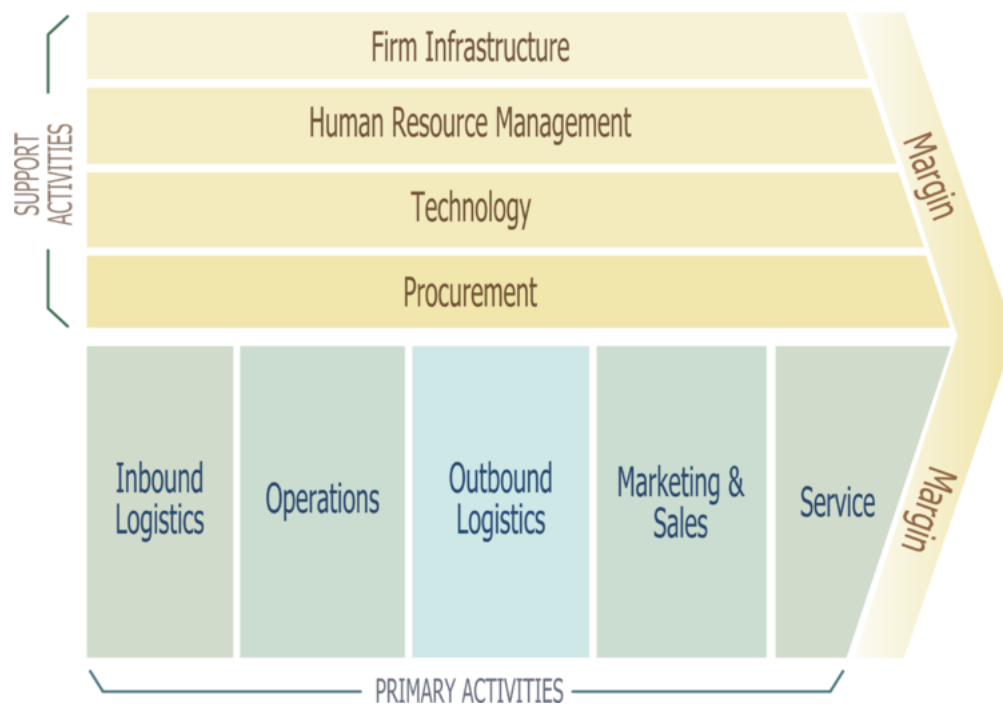 Firm Infrastructure
Human Resource Management
Technology
Procurement
SUPPORT
ACTIVITIES
Margin
Inbound
Logistics
Operations
Outbound
Logistics
Marketing &
Sales
Service
Margin
PRIMARY ACTIVITIES